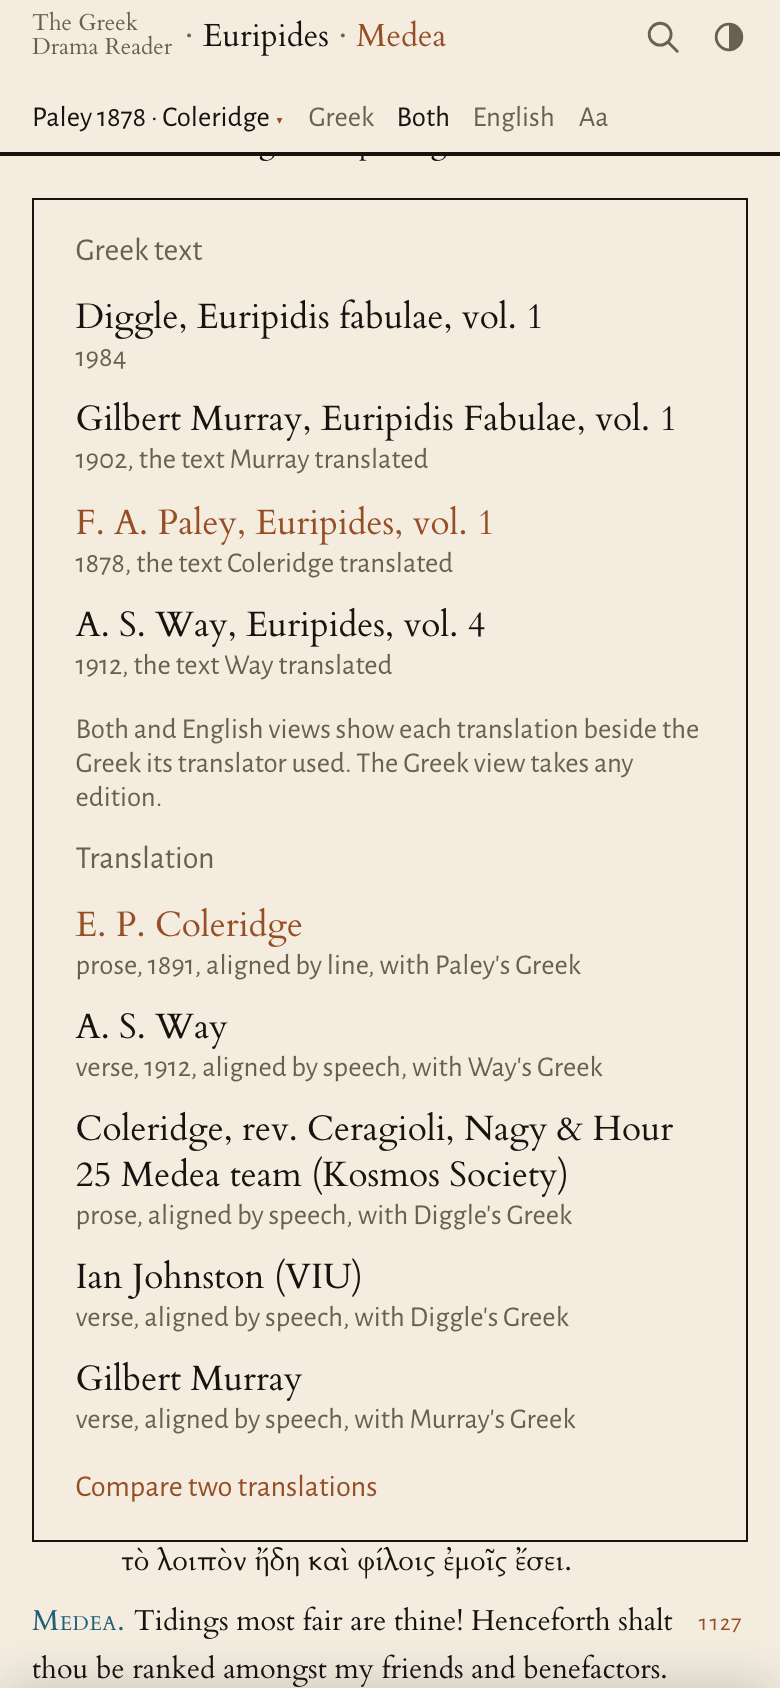 The Greek
Drama Reader · Euripides · Medea
Paley 1878 · Coleridge ▾ Greek Both English Aa
Greek text
Diggle, Euripidis fabulae, vol. 1
1984
Gilbert Murray, Euripidis Fabulae, vol. 1
1902, the text Murray translated
F. A. Paley, Euripides, vol. 1
1878, the text Coleridge translated
A. S. Way, Euripides, vol. 4
1912, the text Way translated
Both and English views show each translation beside the
Greek its translator used. The Greek view takes any
edition.
Translation
E. P. Coleridge
prose, 1891, aligned by line, with Paley's Greek
A. S. Way
verse, 1912, aligned by speech, with Way's Greek
Coleridge, rev. Ceragioli, Nagy & Hour
25 Medea team (Kosmos Society)
prose, aligned by speech, with Diggle's Greek
Ian Johnston (VIU)
verse, aligned by speech, with Diggle's Greek
Gilbert Murray
verse, aligned by speech, with Murray's Greek
Compare two translations
τὸ λοιπὸν ἤδη καὶ φίλοις ἐμοῖς ἔσει.
Medea. Tidings most fair are thine! Henceforth shalt 1127
thou be ranked amongst my friends and benefactors.